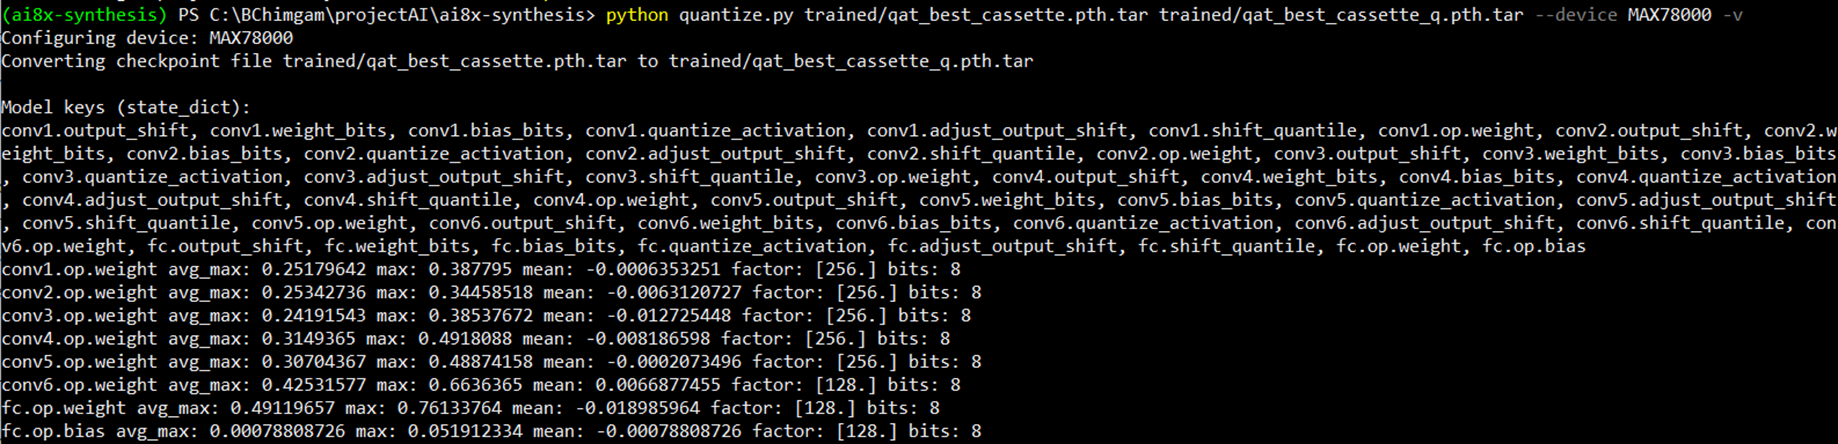 (ai8x-synthesis) PS C:\BChimgam\projectAI\ai8x-synthesis> python quantize.py trained/qat_best_cassette.pth.tar trained/qat_best_cassette_q.pth.tar --device MAX78000 -v
Configuring device: MAX78000
Converting checkpoint file trained/qat_best_cassette.pth.tar to trained/qat_best_cassette_q.pth.tar
Model keys (state_dict):
conv1.output_shift, conv1.weight_bits, conv1.bias_bits, conv1.quantize_activation, conv1.adjust_output_shift, conv1.shift_quantile, conv1.op.weight, conv2.output_shift, conv2.w
eight_bits, conv2.bias_bits, conv2.quantize_activation, conv2.adjust_output_shift, conv2.shift_quantile, conv2.op.weight, conv3.output_shift, conv3.weight_bits, conv3.bias_bits
, conv3.quantize_activation, conv3.adjust_output_shift, conv3.shift_quantile, conv3.op.weight, conv4.output_shift, conv4.weight_bits, conv4.bias_bits, conv4.quantize_activation
, conv4.adjust_output_shift, conv4.shift_quantile, conv4.op.weight, conv5.output_shift, conv5.weight_bits, conv5.bias_bits, conv5.quantize_activation, conv5.adjust_output_shift
, conv5.shift_quantile, conv5.op.weight, conv6.output_shift, conv6.weight_bits, conv6.bias_bits, conv6.quantize_activation, conv6.adjust_output_shift, conv6.shift_quantile, con
v6.op.weight, fc.output_shift, fc.weight_bits, fc.bias_bits, fc.quantize_activation, fc.adjust_output_shift, fc.shift_quantile, fc.op.weight, fc.op.bias
conv1.op.weight avg_max: 0.25179642 max: 0.387795 mean: -0.0006353251 factor: [256.] bits: 8
conv2.op.weight avg_max: 0.25342736 max: 0.34458518 mean: -0.0063120727 factor: [256.] bits: 8
conv3.op.weight avg_max: 0.24191543 max: 0.38537672 mean: -0.012725448 factor: [256.] bits: 8
conv4.op.weight avg_max: 0.3149365 max: 0.4918088 mean: -0.008186598 factor: [256.] bits: 8
conv5.op.weight avg_max: 0.30704367 max: 0.48874158 mean: -0.0002073496 factor: [256.] bits: 8
conv6.op.weight avg_max: 0.42531577 max: 0.6636365 mean: 0.0066877455 factor: [128.] bits: 8
fc.op.weight avg_max: 0.49119657 max: 0.76133764 mean: -0.018985964 factor: [128.] bits: 8
fc.op.bias avg_max: 0.00078808726 max: 0.051912334 mean: -0.00078808726 factor: [128.] bits: 8